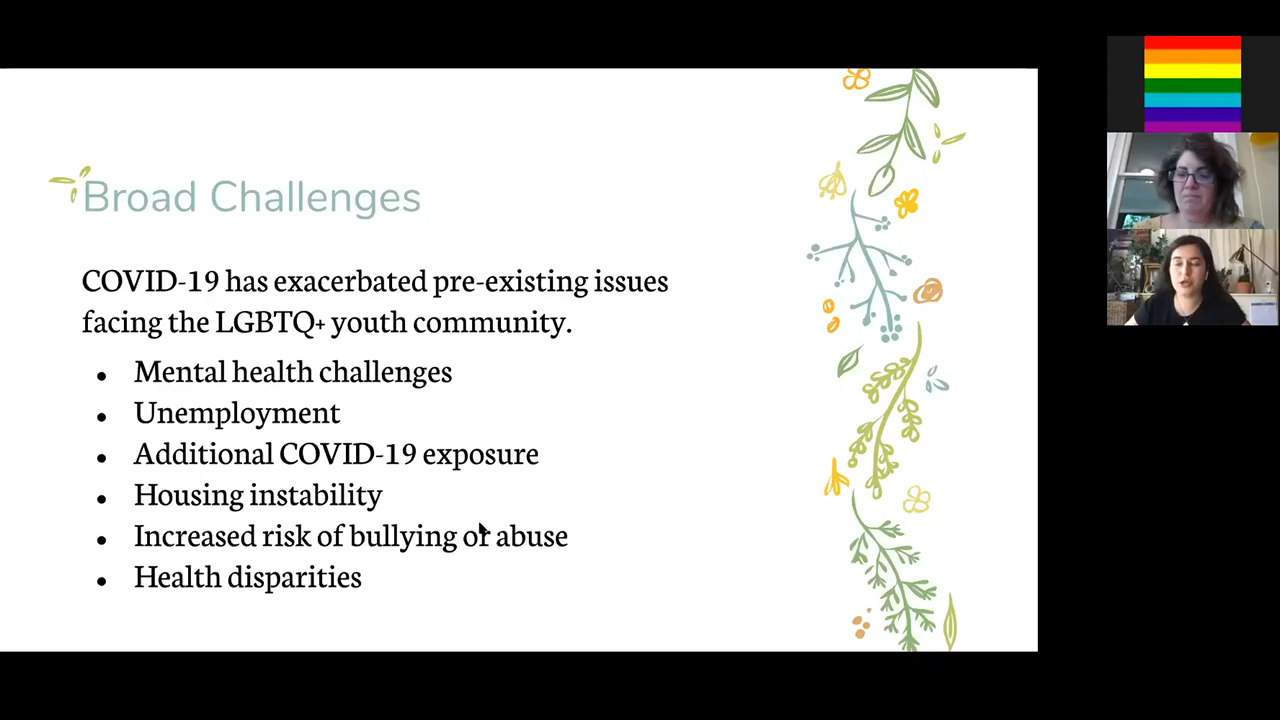 Broad Challenges
COVID-19 has exacerbated pre-existing issues
facing the LGBTQ+ youth community.
• Mental health challenges
• Unemployment
• Additional COVID-19 exposure
• Housing instability
• Increased risk of bullying or abuse
• Health disparities